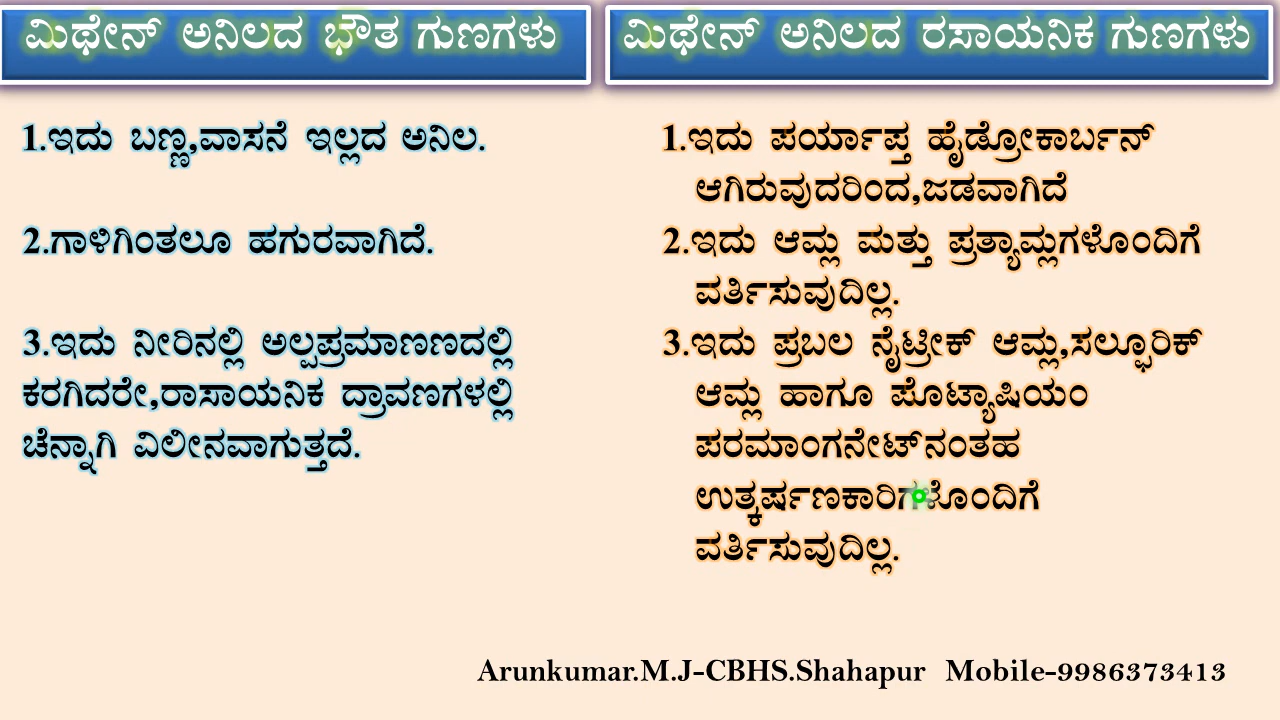 ಮಿಥೇನ್ ಅನಿಲದ ಭೌತ ಗುಣಗಳು
1.ಇದು ಬಣ್ಣ,ವಾಸನೆ ಇಲ್ಲದ ಅನಿಲ.
2.ಗಾಳಿಗಿಂತಲೂ ಹಗುರವಾಗಿದೆ.
3.ಇದು ನೀರಿನಲ್ಲಿ ಅಲ್ಪಪ್ರಮಾಣಣದಲ್ಲಿ
ಕರಗಿದರೇ,ರಾಸಾಯನಿಕ ದ್ರಾವಣಗಳಲ್ಲಿ
ಚೆನ್ನಾಗಿ ವಿಲೀನವಾಗುತ್ತದೆ.
ಮಿಥೇನ್ ಅನಿಲದ ರಸಾಯನಿಕ ಗುಣಗಳು
1.ಇದು ಪರ್ಯಾಪ್ತ ಹೈಡ್ರೋಕಾರ್ಬನ್
ಆಗಿರುವುದರಿಂದ,ಜಡವಾಗಿದೆ
2.ಇದು ಆಮ್ಲ ಮತ್ತು ಪ್ರತ್ಯಾಮ್ಲಗಳೊಂದಿಗೆ
ವರ್ತಿಸುವುದಿಲ್ಲ.
3.ಇದು ಪ್ರಬಲ ನೈಟ್ರೀಕ್ ಆಮ್ಲ,ಸಲ್ಫೂರಿಕ್
ಆಮ್ಲ ಹಾಗೂ ಪೊಟ್ಯಾಷಿಯಂ
ಪರಮಾಂಗನೇಟ್‌ನಂತಹ
ಉತ್ಕರ್ಷಣಕಾರಿಗಳೊಂದಿಗೆ
ವರ್ತಿಸುವುದಿಲ್ಲ.
Arunkumar.M.J-CBHS.Shahapur Mobile-9986373413